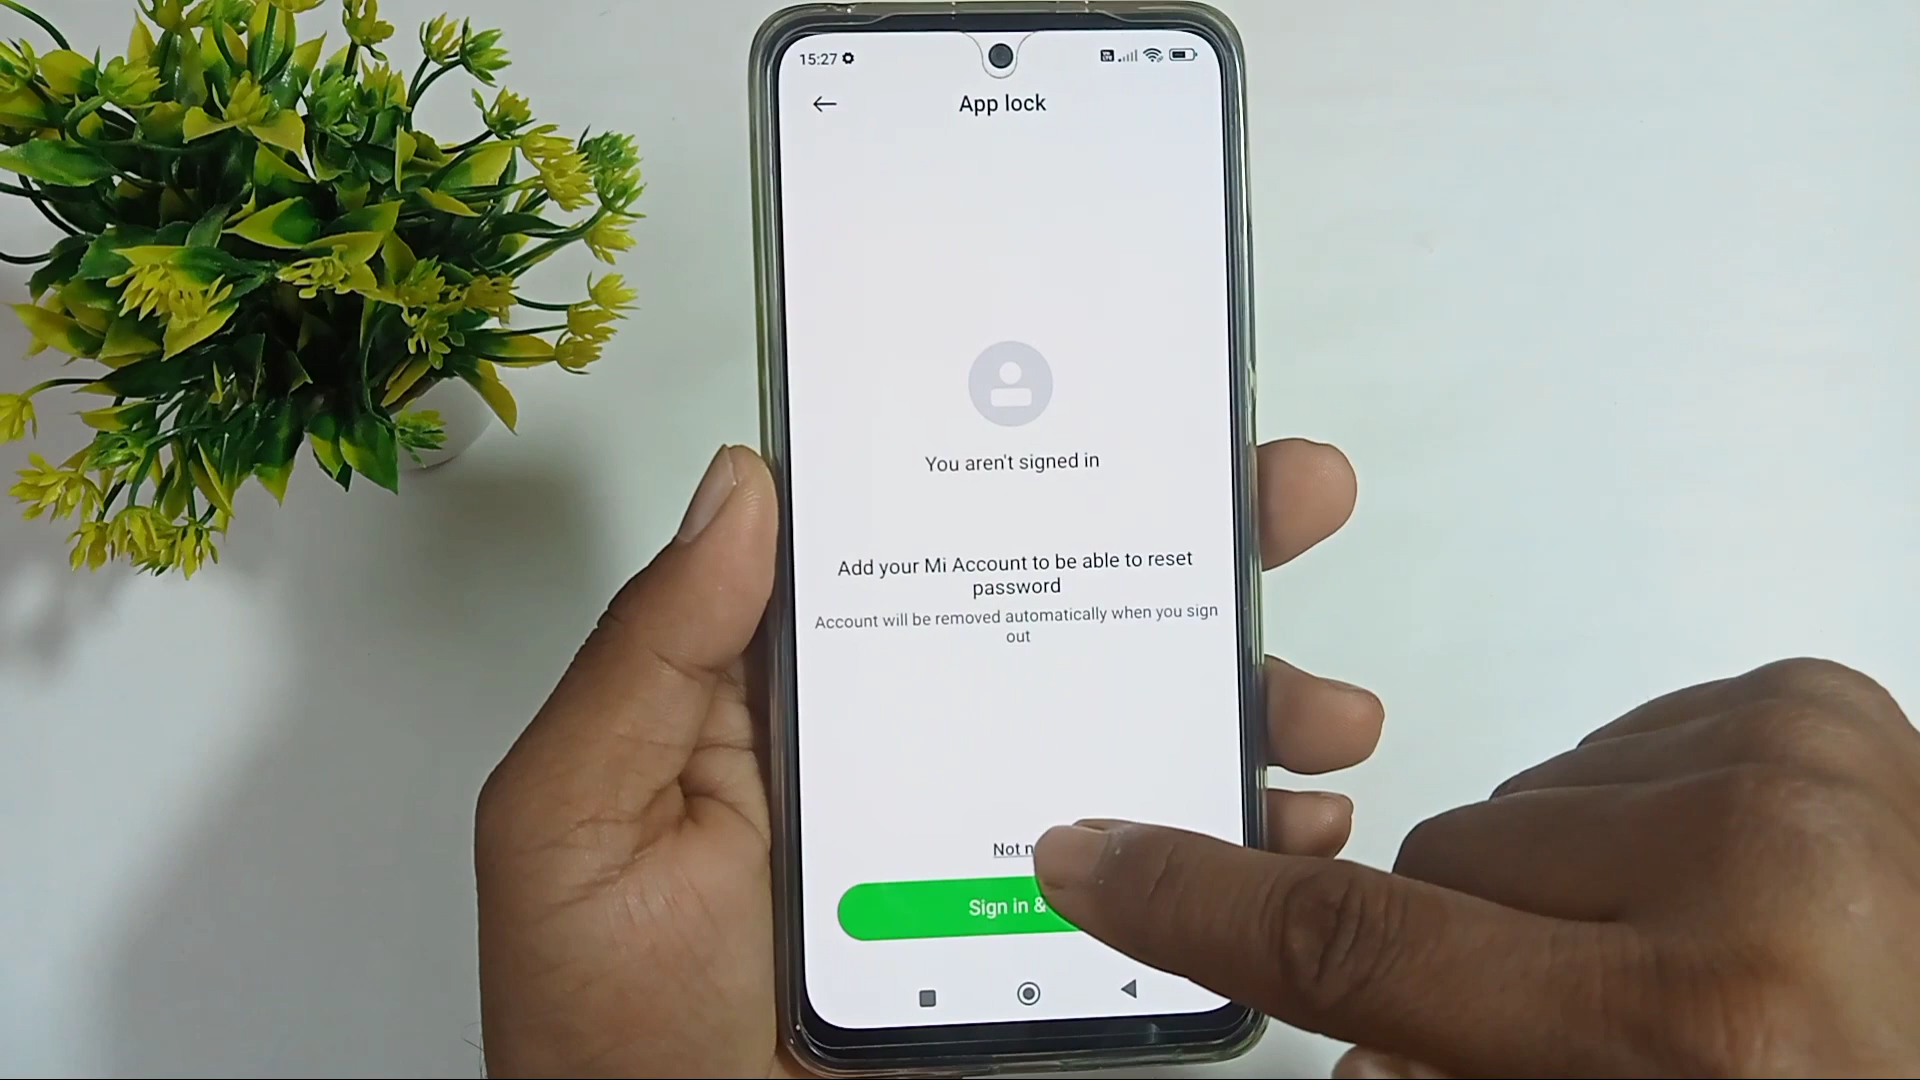 15:27
App lock
You aren't signed in
Add your Mi Account to be able to reset
password
Account will be removed automatically when you sign
out
Not n
Sign in &